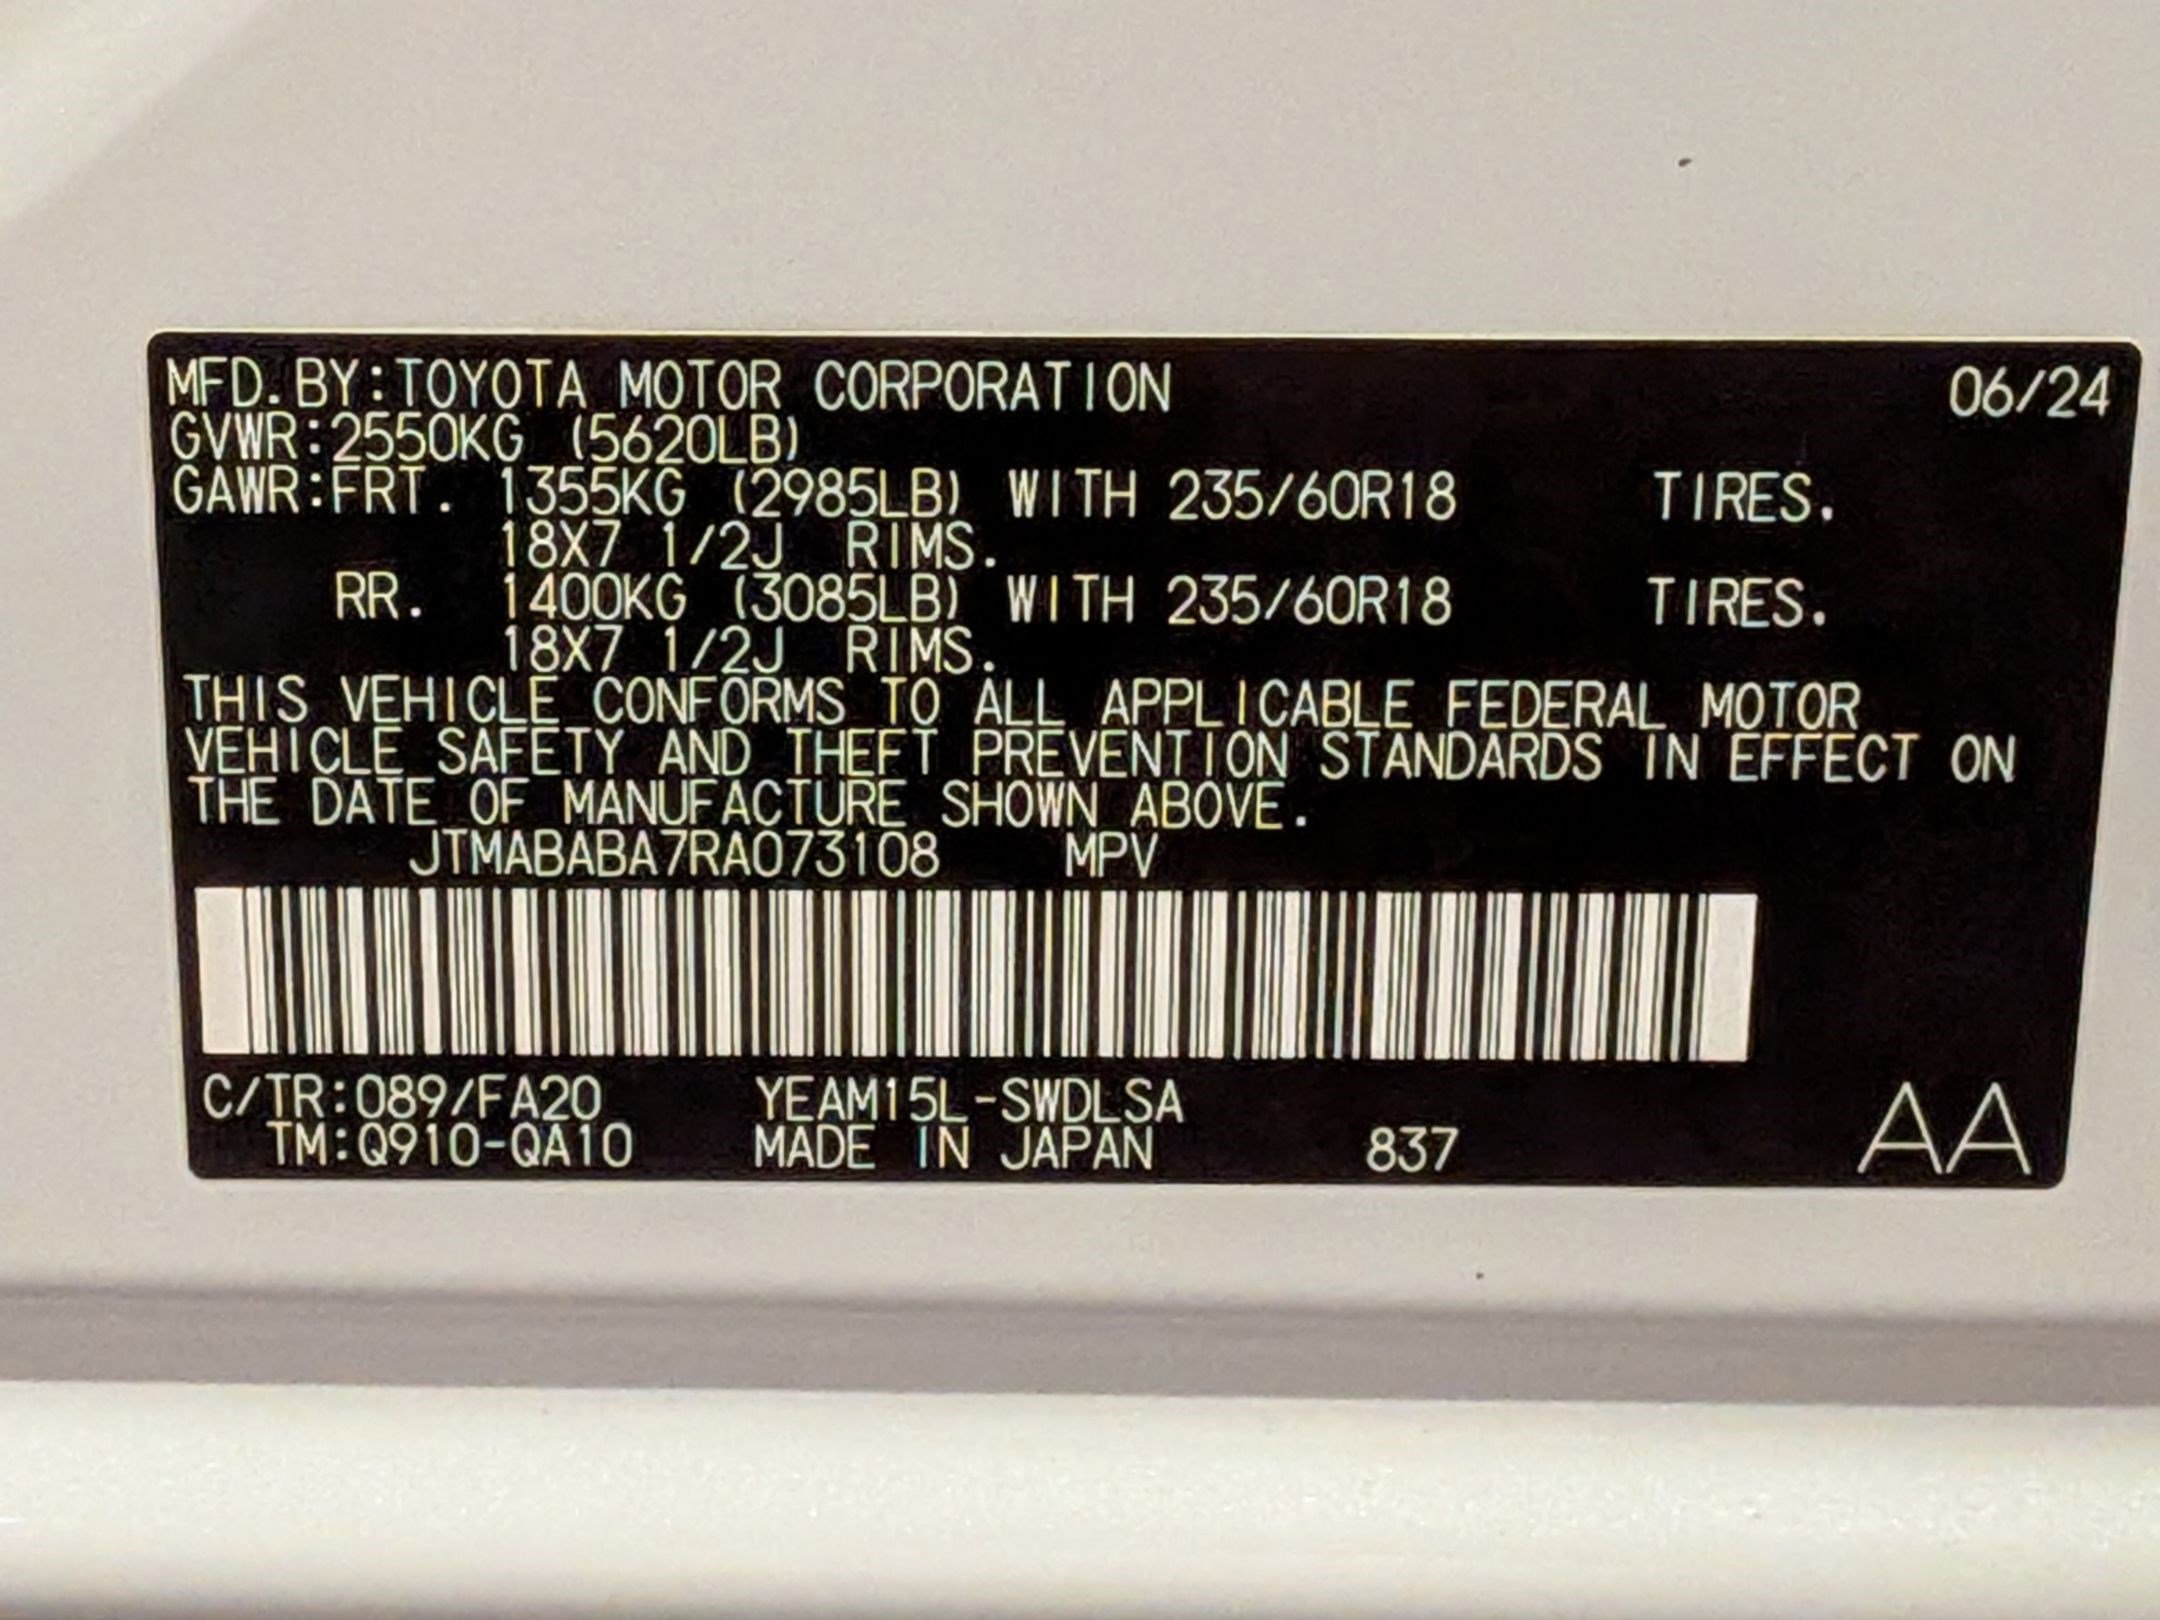 MFD.BY:TOYOTA MOTOR CORPORATION 06/24
GVWR:2550KG (5620LB)
GAWR:FRT. 1355KG (2985LB) WITH 235/60R18 TIRES.
18X7 1/2J RIMS.
RR. 1400KG (3085LB) WITH 235/60R18 TIRES.
18X7 1/2J RIMS.
THIS VEHICLE CONFORMS TO ALL APPLICABLE FEDERAL MOTOR
VEHICLE SAFETY AND THEFT PREVENTION STANDARDS IN EFFECT ON
THE DATE OF MANUFACTURE SHOWN ABOVE.
JTMABABA7RA073108 MPV
C/TR:089/FA20 YEAM15L-SWDLSA
TM:Q910-QA10 MADE IN JAPAN 837 AA